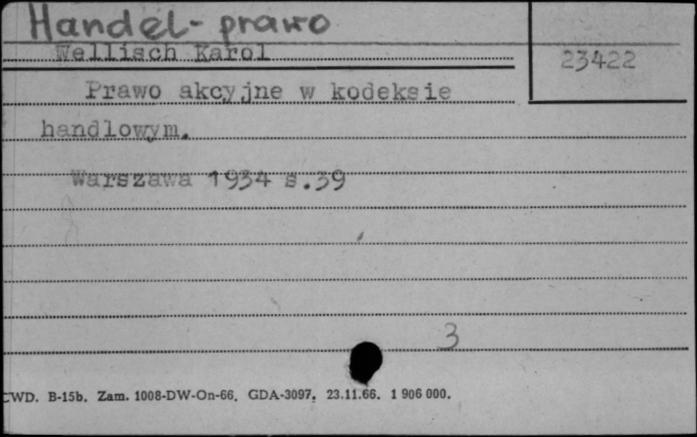 Handel-prawo
Wellisch Karol
23422
Prawo akcyjne w kodeksie
handlowym.
Warszawa 1934 s.39
3
CWD. B-15b. Zam. 1008-DW-On-66. GDA-3097. 23.11.66. 1 906 000.